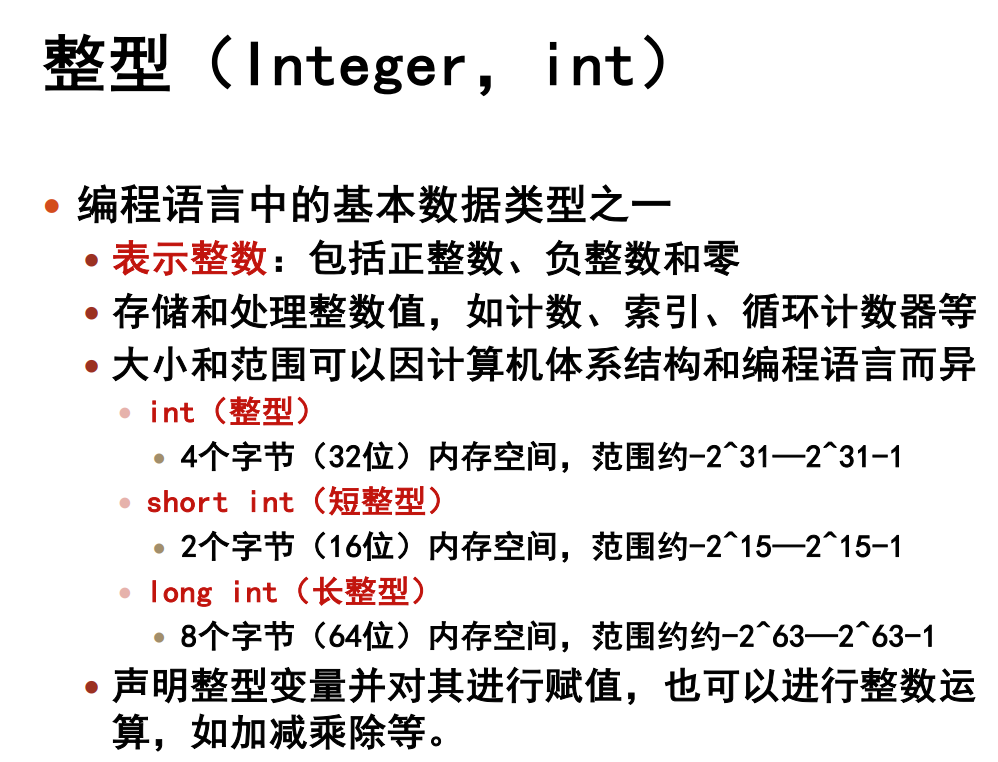 整型（Integer，int）
编程语言中的基本数据类型之一
表示整数：包括正整数、负整数和零
存储和处理整数值，如计数、索引、循环计数器等
大小和范围可以因计算机体系结构和编程语言而异
int（整型）
4个字节（32位）内存空间，范围约-2^31—2^31-1
short int（短整型）
2个字节（16位）内存空间，范围约-2^15—2^15-1
long int（长整型）
8个字节（64位）内存空间，范围约约-2^63—2^63-1
声明整型变量并对其进行赋值，也可以进行整数运
算，如加减乘除等。